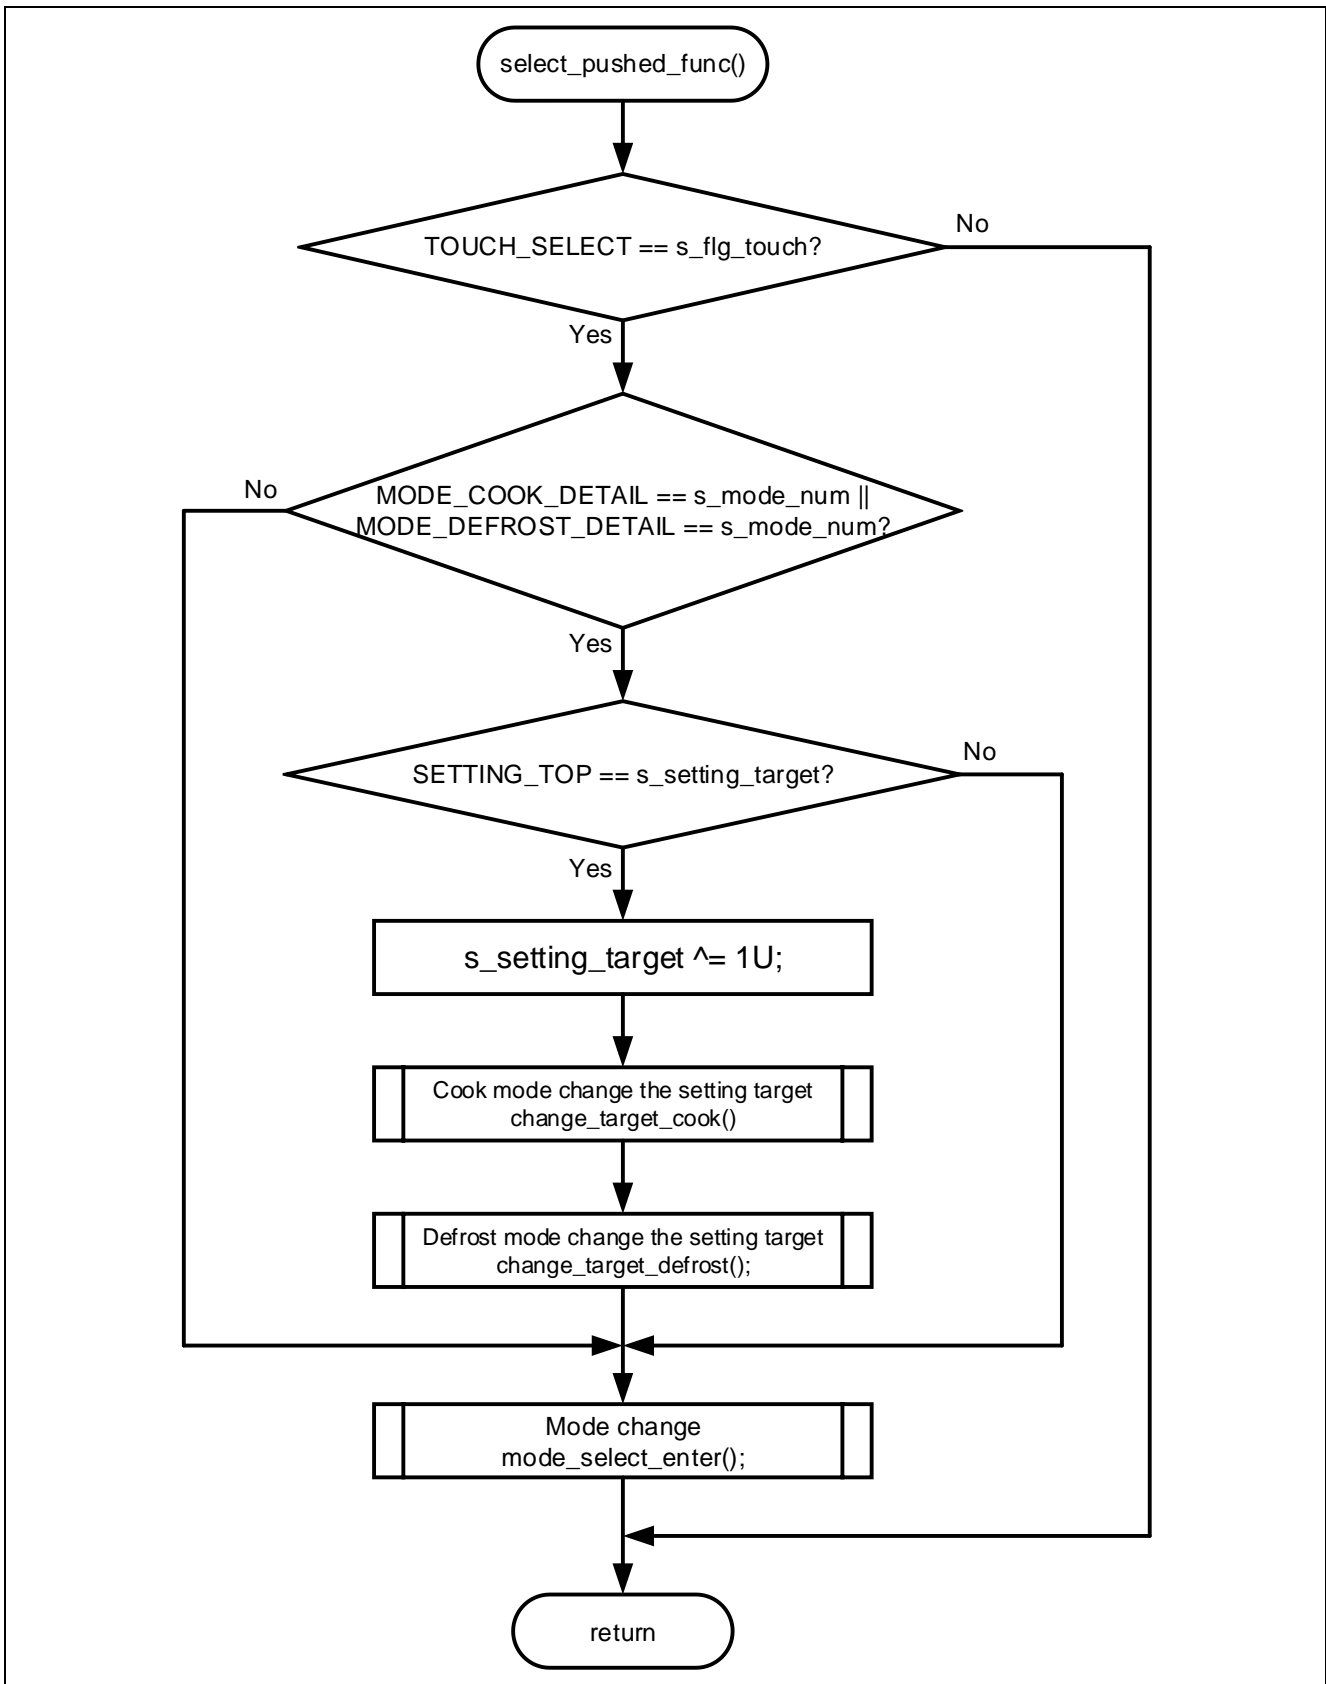 select_pushed_func()
TOUCH_SELECT == s_flg_touch?
No
Yes
MODE_COOK_DETAIL == s_mode_num ||
MODE_DEFROST_DETAIL == s_mode_num?
No
Yes
SETTING_TOP == s_setting_target?
No
Yes
s_setting_target ^= 1U;
Cook mode change the setting target
change_target_cook()
Defrost mode change the setting target
change_target_defrost();
Mode change
mode_select_enter();
return